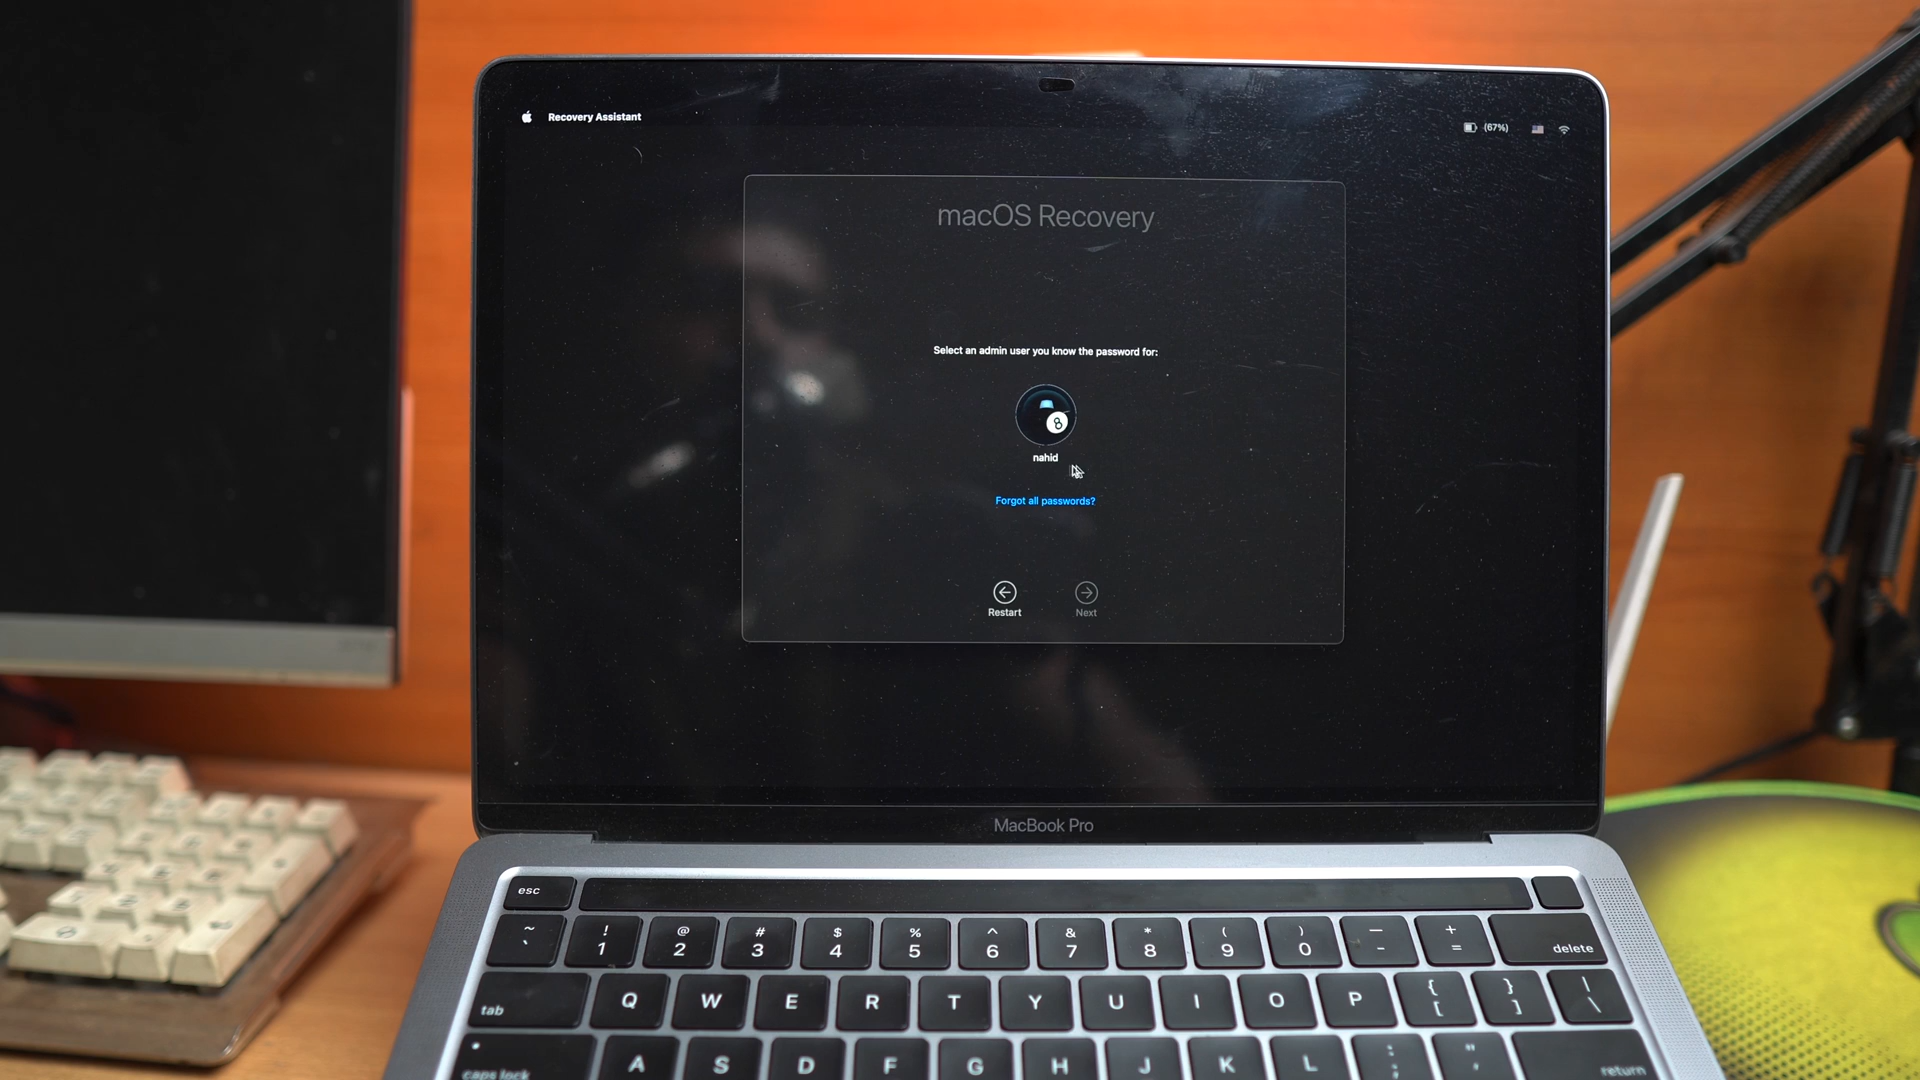 Recovery Assistant
(67%)
macOS Recovery
Select an admin user you know the password for:
8
nahid
Forgot all passwords?
Restart
Next
MacBook Pro
esc
~ ! @ # $ % ^ & * ( ) — +
` 1 2 3 4 5 6 7 8 9 0 - = delete
tab Q W E R T Y U I O P { [ } ] | \
caps lock A S D F G H J K L : ; " ' return